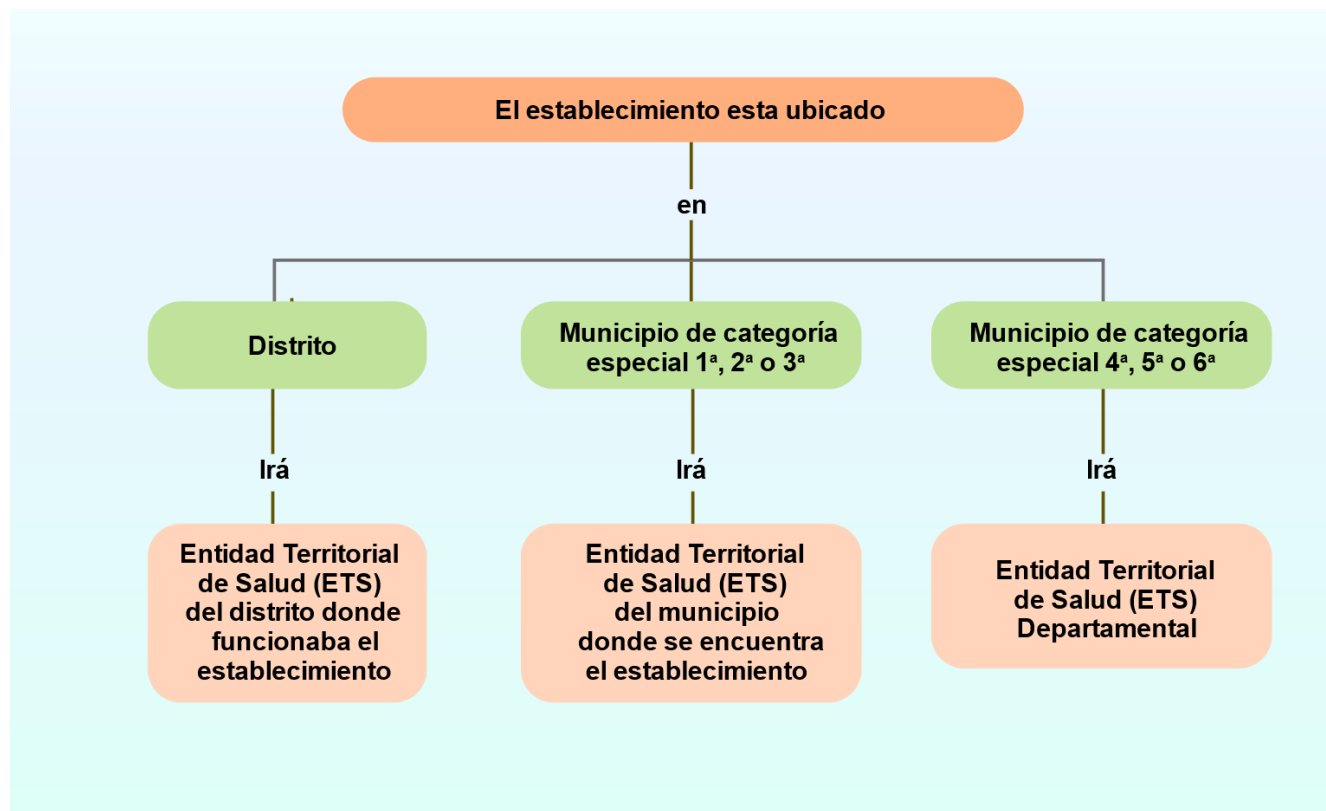 El establecimiento esta ubicado
en
Distrito
Municipio de categoría
especial 1ª, 2ª o 3ª
Municipio de categoría
especial 4ª, 5ª o 6ª
Irá
Irá
Irá
Entidad Territorial
de Salud (ETS)
del distrito donde
funcionaba el
establecimiento
Entidad Territorial
de Salud (ETS)
del municipio
donde se encuentra
el establecimiento
Entidad Territorial
de Salud (ETS)
Departamental